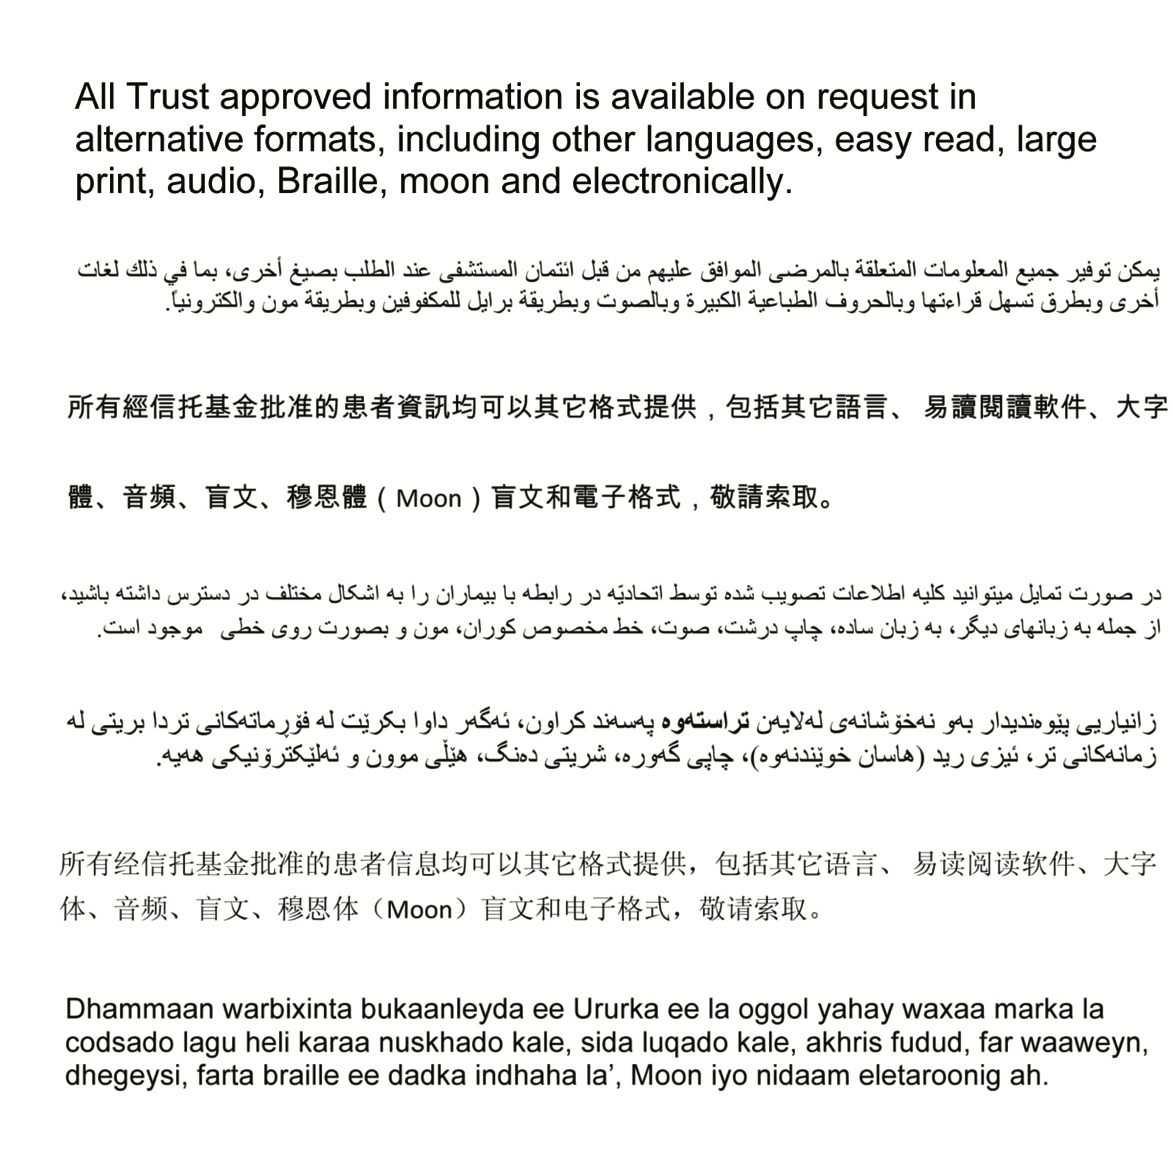 All Trust approved information is available on request in
alternative formats, including other languages, easy read, large
print, audio, Braille, moon and electronically.
يمكن توفير جميع المعلومات المتعلقة بالمرضى الموافق عليهم من قبل ائتمان المستشفى عند الطلب بصيغ أخرى، بما في ذلك لغات
أخرى وبطرق تسهل قراءتها وبالحروف الطباعية الكبيرة وبالصوت وبطريقة برايل للمكفوفين وبطريقة مون والكترونياً.
所有經信托基金批准的患者資訊均可以其它格式提供，包括其它語言、 易讀閱讀軟件、大字
體、音頻、盲文、穆恩體（Moon）盲文和電子格式，敬請索取。
در صورت تمایل میتوانید کلیه اطلاعات تصویب شده توسط اتحادیّه در رابطه با بیماران را به اشکال مختلف در دسترس داشته باشید،
از جمله به زبانهای دیگر، به زبان ساده، چاپ درشت، صوت، خط مخصوص کوران، مون و بصورت روی خطی موجود است.
زانیاریی پێوەندیدار بەو نەخۆشانەی لەلایەن تراستەوە پەسەند کراون، ئەگەر داوا بکرێت لە فۆڕماتەکانی تردا بریتی لە
زمانەکانی تر، ئیزی رید (هاسان خوێندنەوە)، چاپی گەورە، شریتی دەنگ، هێڵی موون و ئەلێکترۆنیکی هەیە.
所有经信托基金批准的患者信息均可以其它格式提供，包括其它语言、 易读阅读软件、大字
体、音频、盲文、穆恩体（Moon）盲文和电子格式，敬请索取。
Dhammaan warbixinta bukaanleyda ee Ururka ee la oggol yahay waxaa marka la
codsado lagu heli karaa nuskhado kale, sida luqado kale, akhris fudud, far waaweyn,
dhegeysi, farta braille ee dadka indhaha la’, Moon iyo nidaam eletaroonig ah.